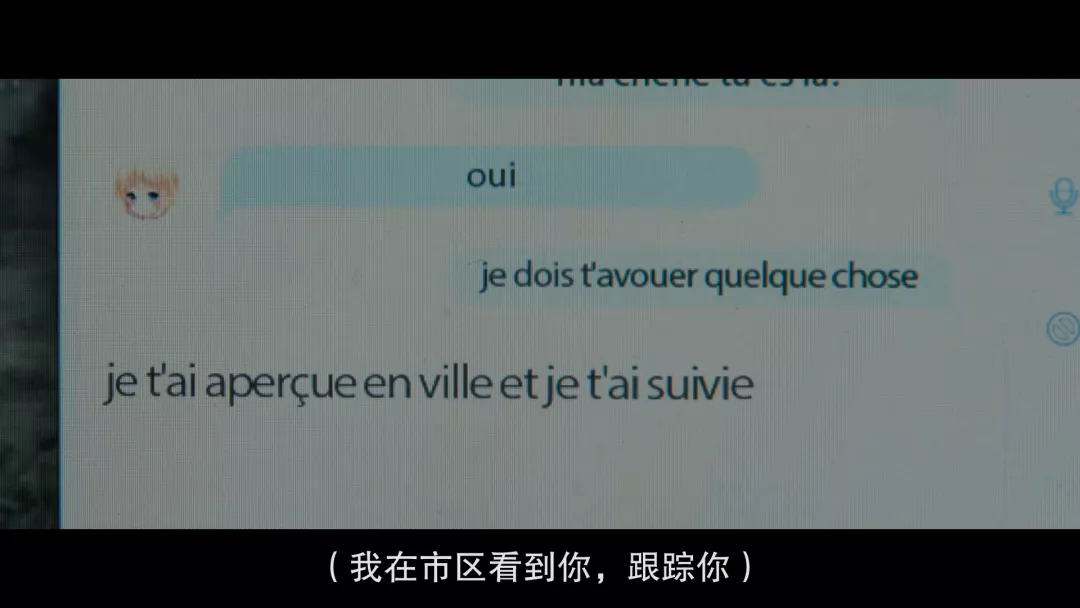 oui
je dois t'avouer quelque chose
je t'ai aperçue en ville et je t'ai suivie
（我在市区看到你，跟踪你）